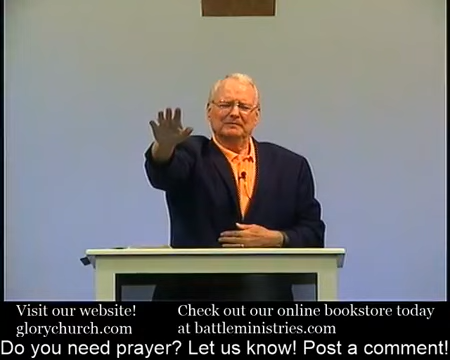 Visit our website!
glorychurch.com
Check out our online bookstore today
at battleministries.com
Do you need prayer? Let us know! Post a comment!